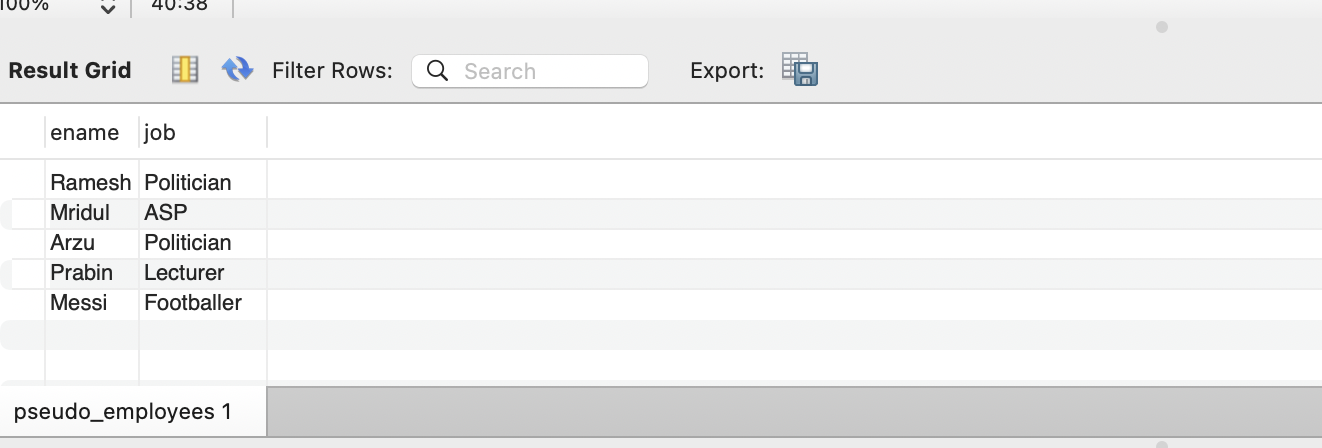 100% 40:38
Result Grid Filter Rows: Search Export:
ename job
Ramesh Politician
Mridul ASP
Arzu Politician
Prabin Lecturer
Messi Footballer
pseudo_employees 1